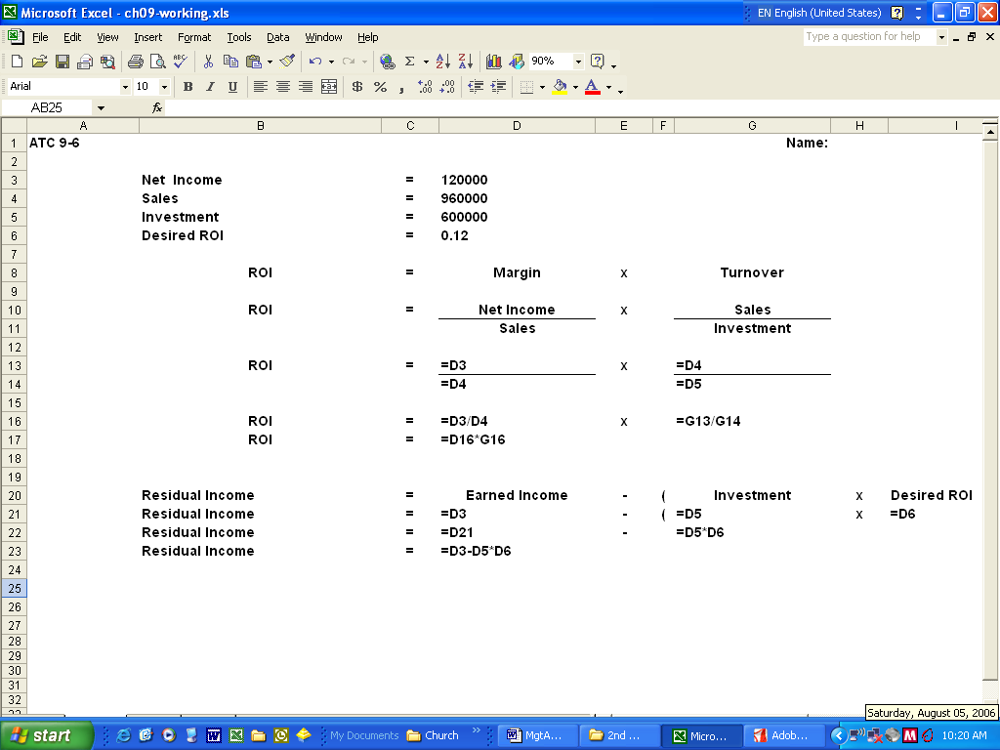 Microsoft Excel - ch09-working.xls
EN English (United States)
File Edit View Insert Format Tools Data Window Help
Type a question for help
90%
Arial 10 B I U $ % ,
AB25 fx
A B C D E F G H I
1 ATC 9-6 Name:
2
3 Net Income = 120000
4 Sales = 960000
5 Investment = 600000
6 Desired ROI = 0.12
7
8 ROI = Margin x Turnover
9
10 ROI = Net Income x Sales
11 Sales Investment
12
13 ROI = =D3 x =D4
14 =D4 =D5
15
16 ROI = =D3/D4 x =G13/G14
17 ROI = =D16*G16
18
19
20 Residual Income = Earned Income - ( Investment x Desired ROI
21 Residual Income = =D3 - ( =D5 x =D6
22 Residual Income = =D21 - =D5*D6
23 Residual Income = =D3-D5*D6
24
25
26
27
28
29
30
31
32
Saturday, August 05, 2006
start My Documents Church » MgtA... 2nd ... Micro... Adob... 10:20 AM